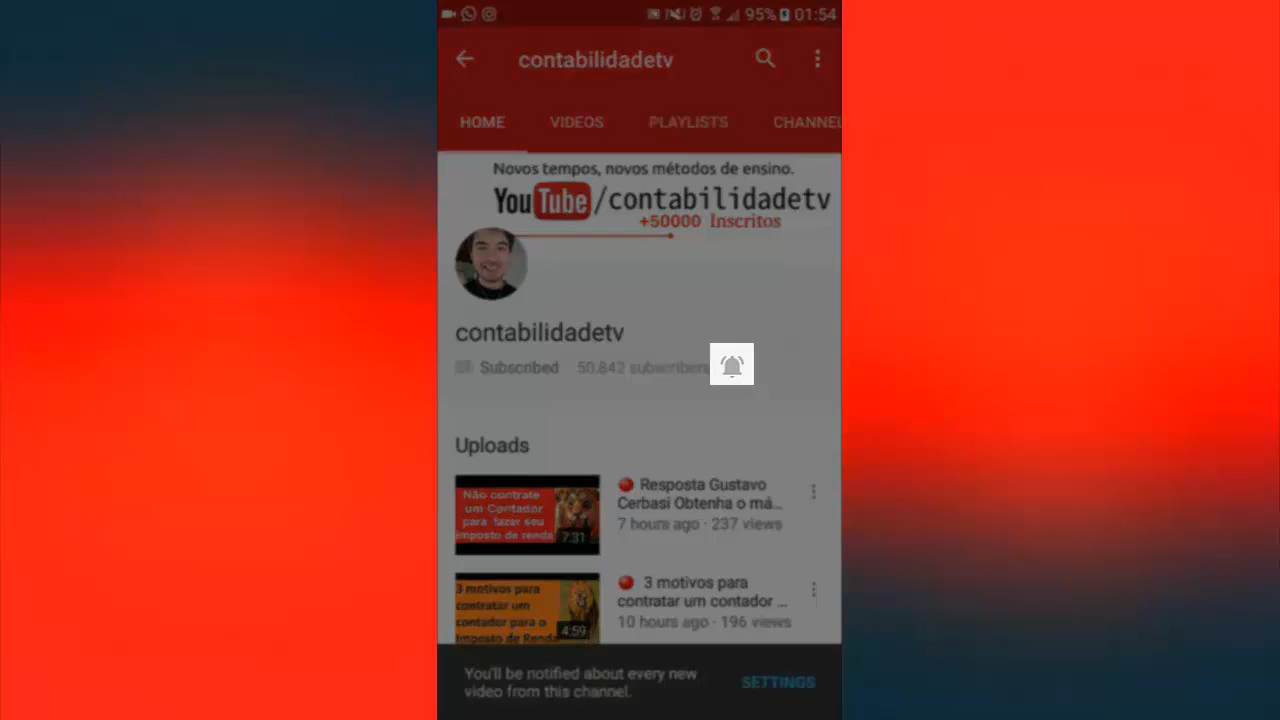 95% 01:54
contabilidadetv
HOME VIDEOS PLAYLISTS CHANNEL
Novos tempos, novos métodos de ensino.
YouTube/contabilidadetv
+50000 Inscritos
contabilidadetv
Subscribed 50,842 subscribers
Uploads
Não contrate
um Contador
para fazer seu
imposto de renda
7:31
Resposta Gustavo
Cerbasi Obtenha o má...
7 hours ago · 237 views
3 motivos para
contratar um
contador para o
Imposto de Renda
4:59
3 motivos para
contratar um contador ...
10 hours ago · 196 views
You'll be notified about every new
video from this channel.
SETTINGS